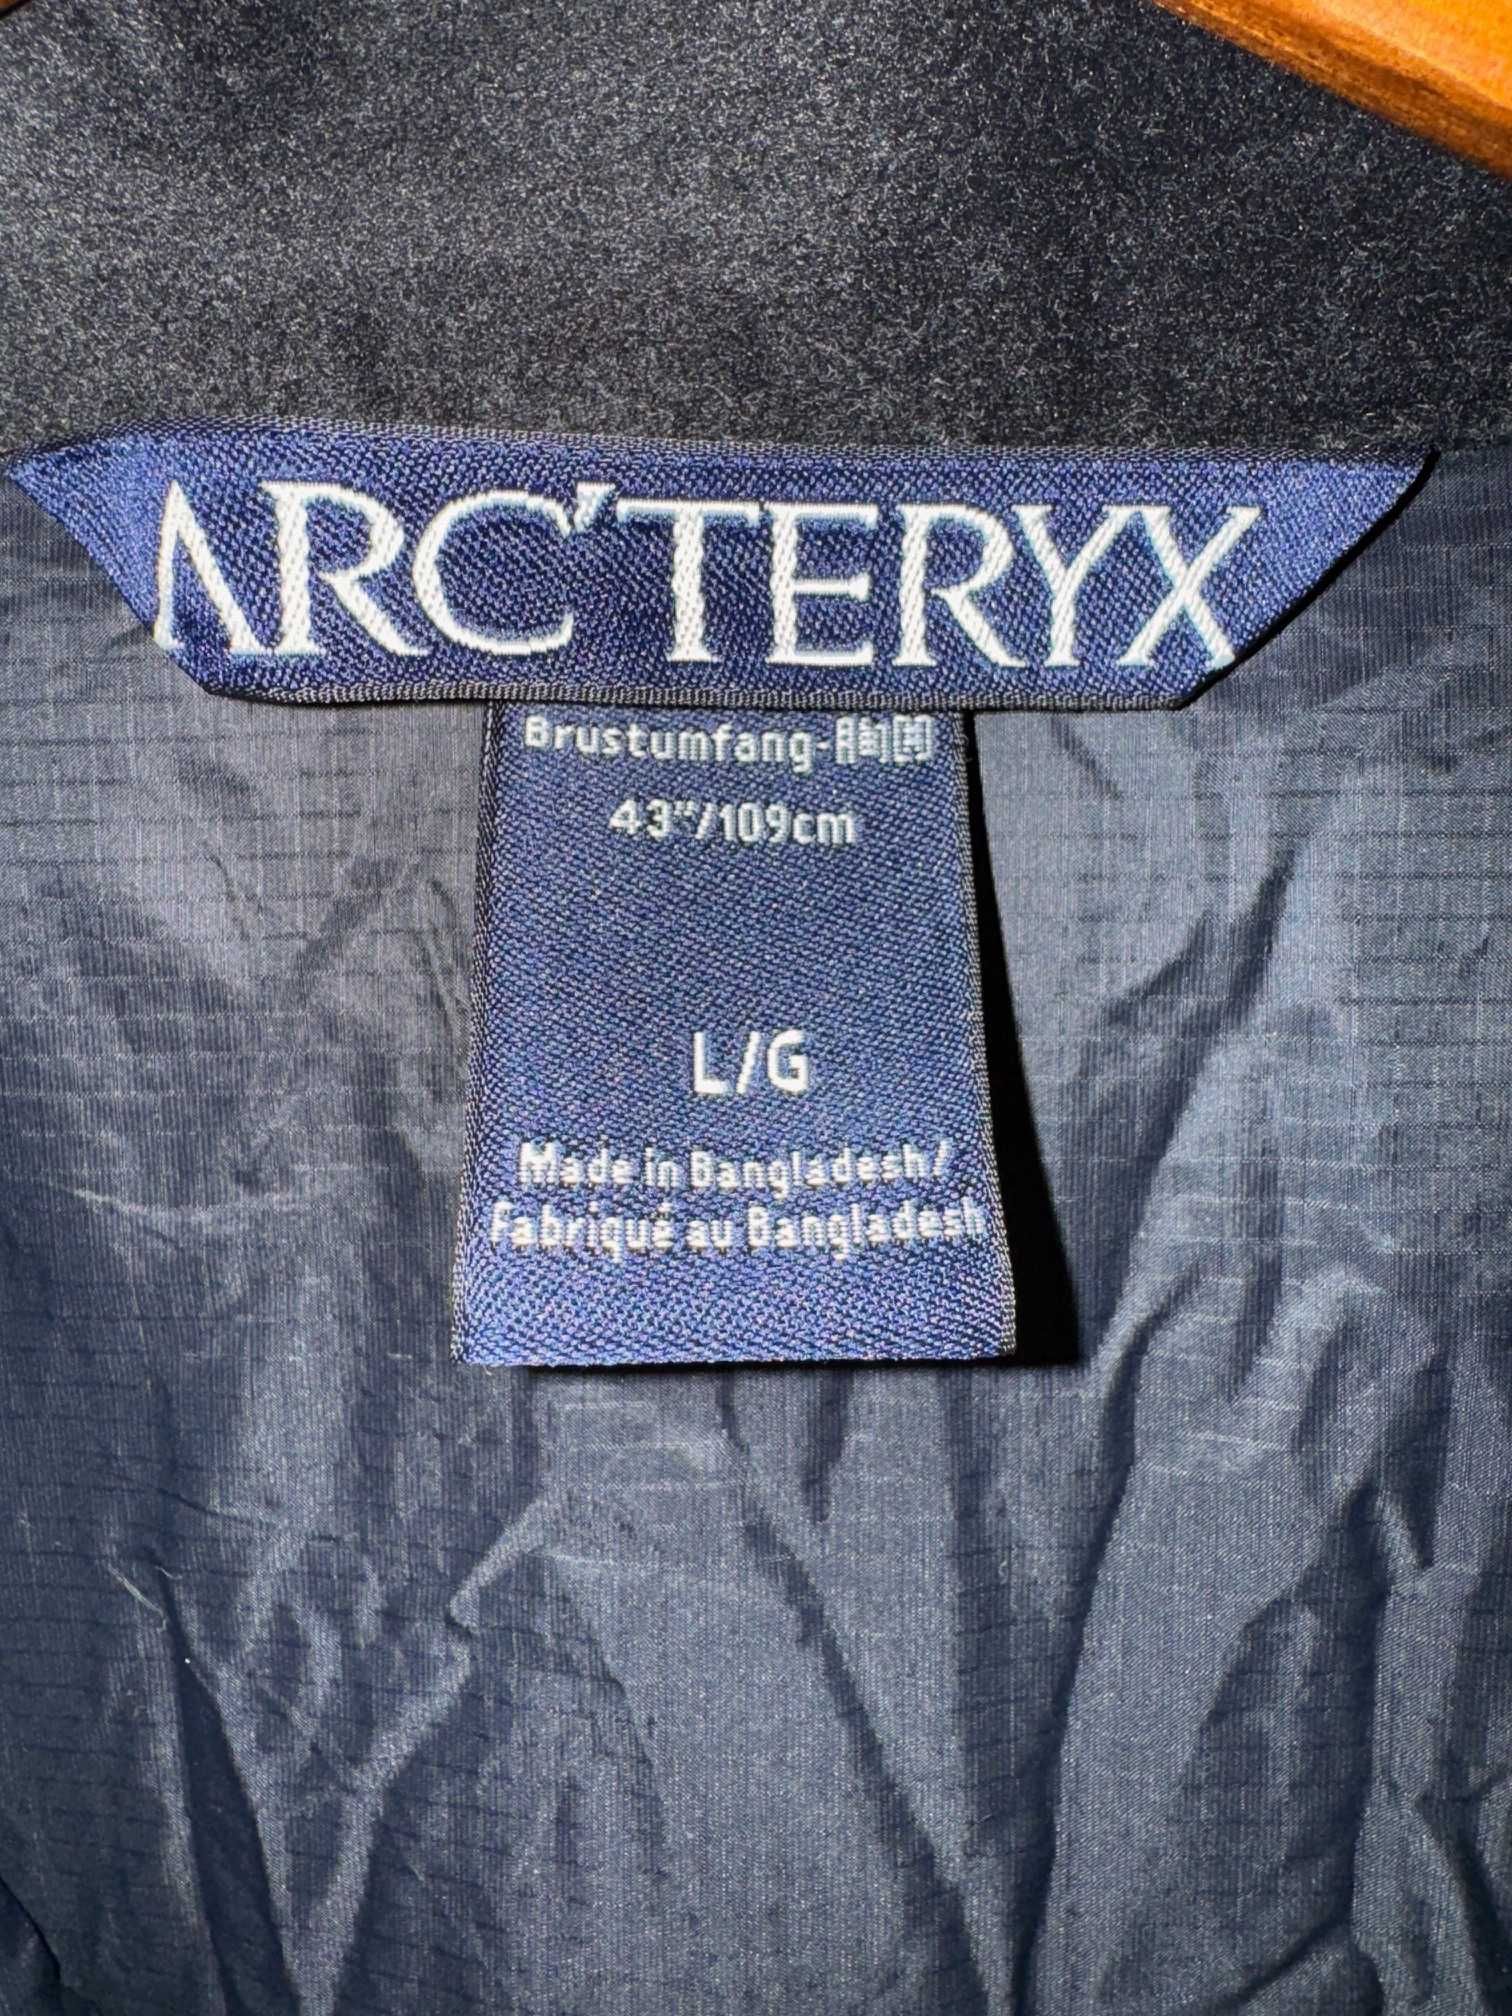 ARC'TERYX
Brustumfang-胸围
43"/109cm
L/G
Made in Bangladesh/
Fabriqué au Bangladesh